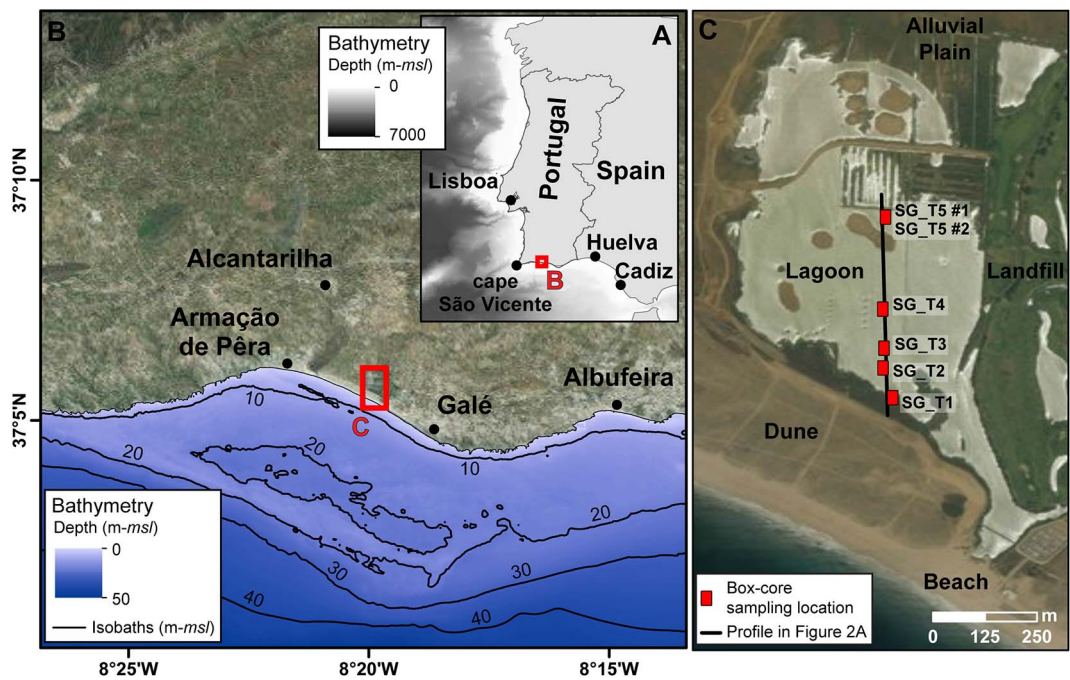 B
Bathymetry
Depth (m-msl)
0
7000
A
Portugal
Spain
Lisboa
Huelva
Cadiz
cape
São Vicente
B
37°10'N
37°5'N
Alcantarilha
Armação
de Pêra
Albufeira
Galé
C
10
10
20
20
20
30
30
40
40
Bathymetry
Depth (m-msl)
0
50
Isobaths (m-msl)
8°25'W
8°20'W
8°15'W
C
Alluvial
Plain
SG_T5 #1
SG_T5 #2
Lagoon
Landfill
SG_T4
SG_T3
SG_T2
SG_T1
Dune
Beach
Box-core
sampling location
Profile in Figure 2A
m
0 125 250